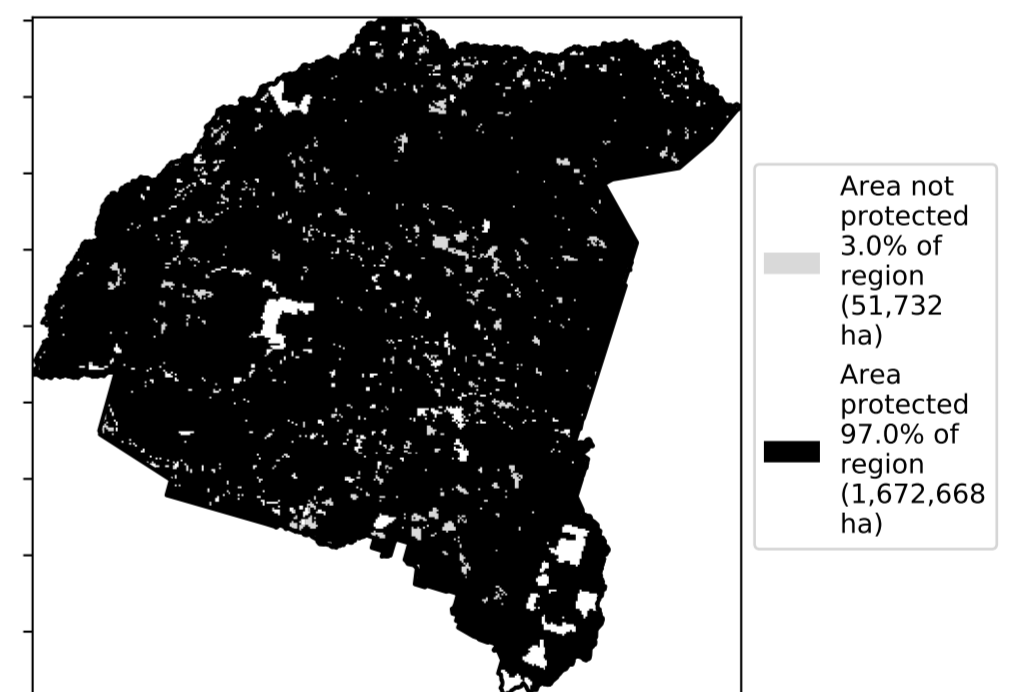 Area not
protected
3.0% of
region
(51,732
ha)
Area
protected
97.0% of
region
(1,672,668
ha)